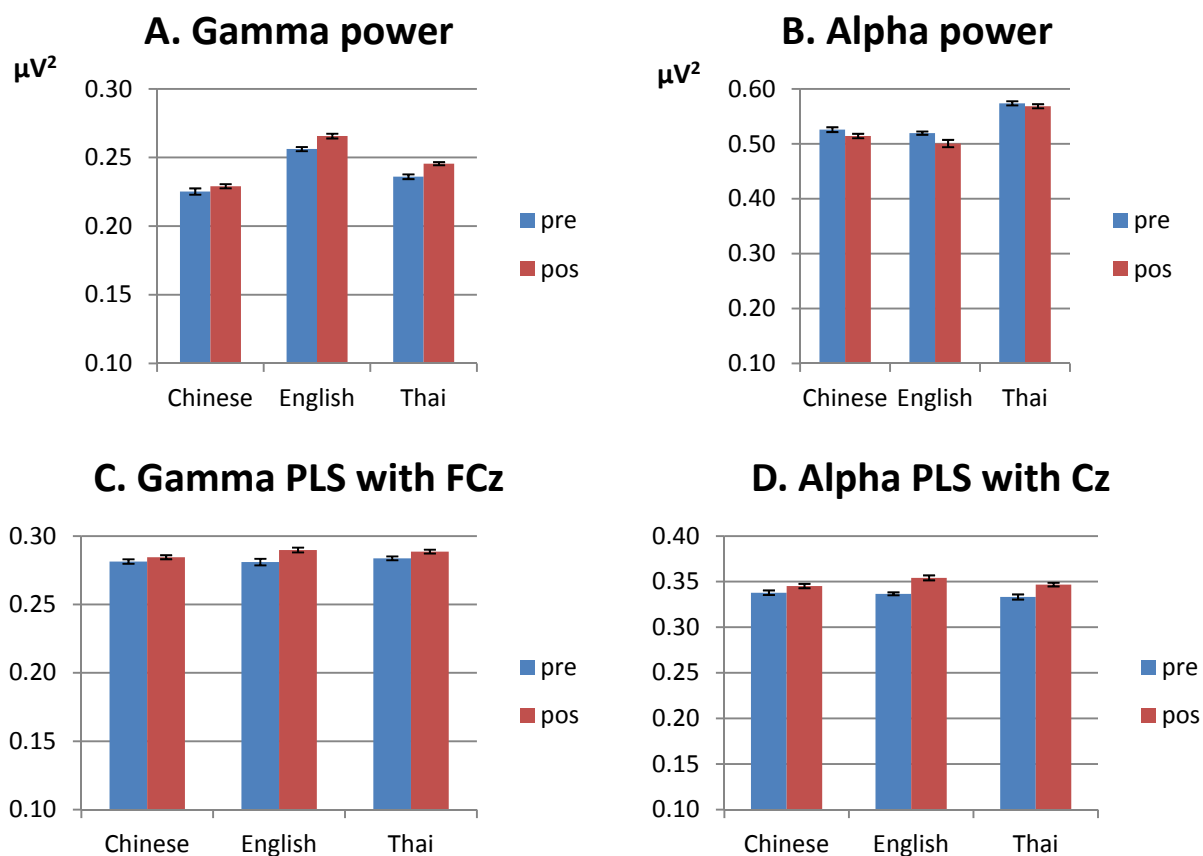 A. Gamma power
µV²
0.30
0.25
0.20
0.15
0.10
Chinese English Thai
pre
pos
B. Alpha power
µV²
0.60
0.50
0.40
0.30
0.20
0.10
Chinese English Thai
pre
pos
C. Gamma PLS with FCz
0.30
0.25
0.20
0.15
0.10
Chinese English Thai
pre
pos
D. Alpha PLS with Cz
0.40
0.35
0.30
0.25
0.20
0.15
0.10
Chinese English Thai
pre
pos